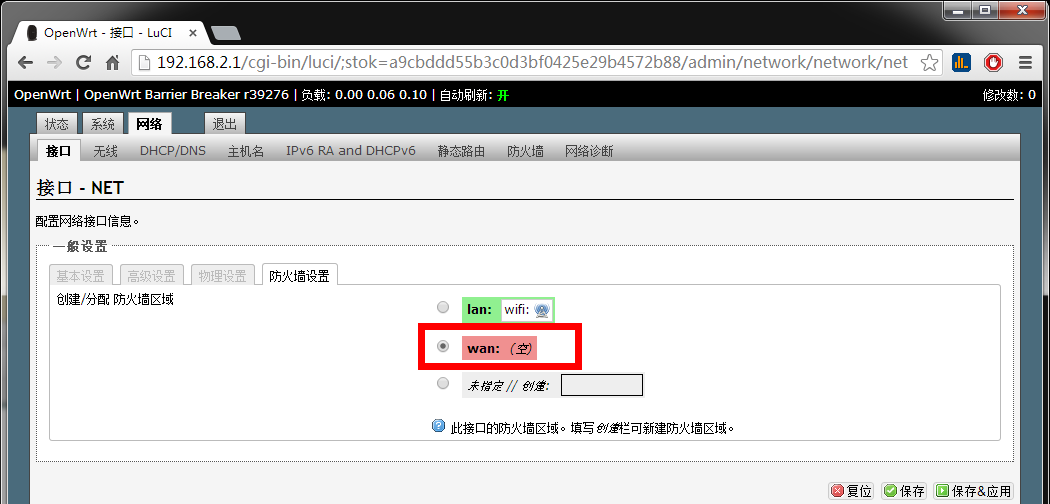 OpenWrt - 接口 - LuCI
192.168.2.1/cgi-bin/luci/;stok=a9cbddd55b3c0d3bf0425e29b4572b88/admin/network/network/net
OpenWrt | OpenWrt Barrier Breaker r39276 | 负载: 0.00 0.06 0.10 | 自动刷新: 开 修改数: 0
状态 系统 网络 退出
接口 无线 DHCP/DNS 主机名 IPv6 RA and DHCPv6 静态路由 防火墙 网络诊断
接口 - NET
配置网络接口信息。
一般设置
基本设置 高级设置 物理设置 防火墙设置
创建/分配 防火墙区域
lan: wifi:
wan: (空)
未指定 // 创建:
此接口的防火墙区域。填写创建栏可新建防火墙区域。
复位 保存 保存&应用